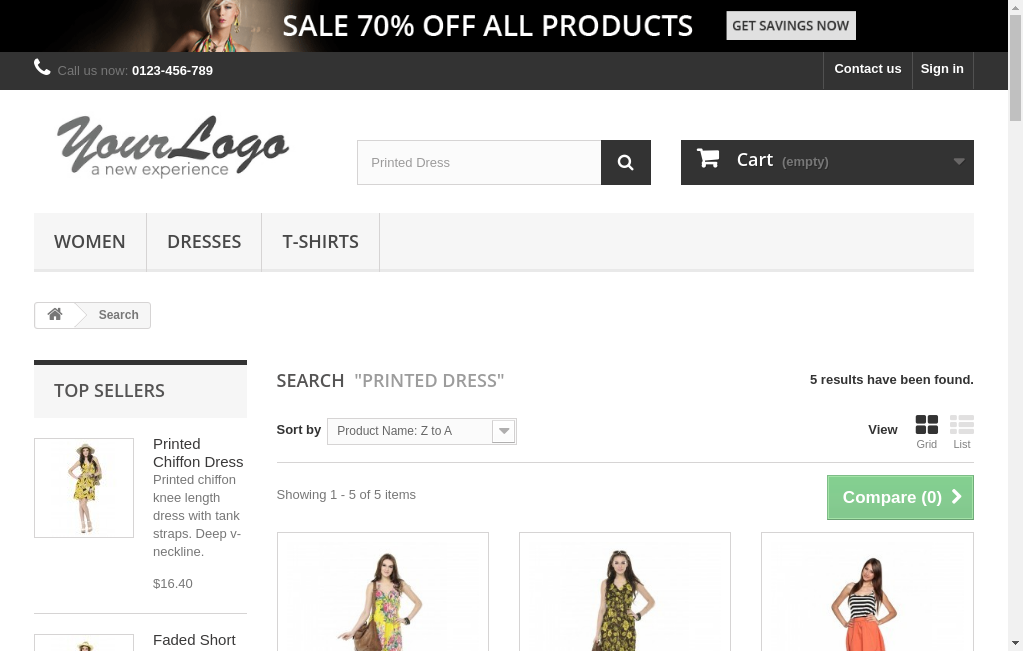 SALE 70% OFF ALL PRODUCTS GET SAVINGS NOW
Call us now: 0123-456-789 Contact us Sign in
YourLogo
a new experience
Printed Dress
Cart (empty)
WOMEN DRESSES T-SHIRTS
Search
TOP SELLERS
Printed
Chiffon Dress
Printed chiffon
knee length
dress with tank
straps. Deep v-
neckline.
$16.40
Faded Short
SEARCH "PRINTED DRESS" 5 results have been found.
Sort by Product Name: Z to A View Grid List
Showing 1 - 5 of 5 items Compare (0)